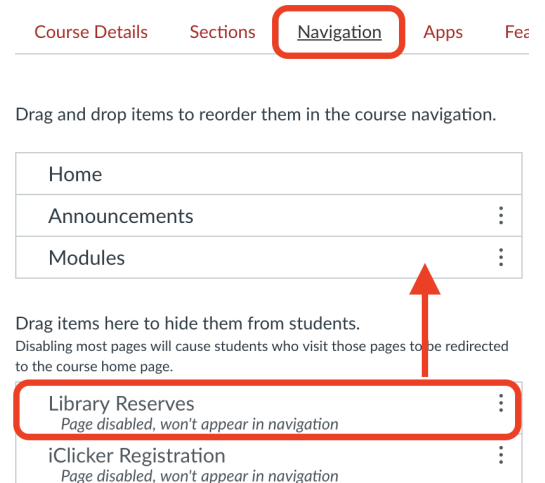 Course Details Sections Navigation Apps Fea
Drag and drop items to reorder them in the course navigation.
Home
Announcements
Modules
Drag items here to hide them from students.
Disabling most pages will cause students who visit those pages to be redirected
to the course home page.
Library Reserves
Page disabled, won't appear in navigation
iClicker Registration
Page disabled, won't appear in navigation